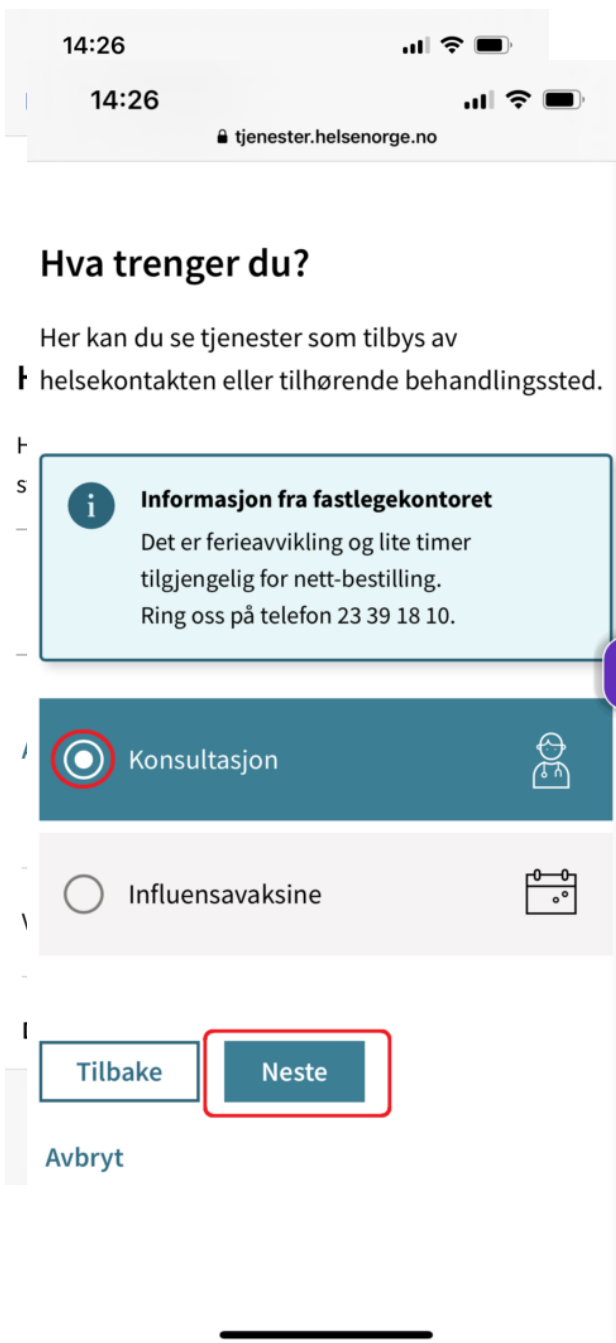 14:26
14:26
tjenester.helsenorge.no
Hva trenger du?
Her kan du se tjenester som tilbys av
helsekontakten eller tilhørende behandlingssted.
Informasjon fra fastlegekontoret
Det er ferieavvikling og lite timer
tilgjengelig for nett-bestilling.
Ring oss på telefon 23 39 18 10.
Konsultasjon
Influensavaksine
Tilbake
Neste
Avbryt